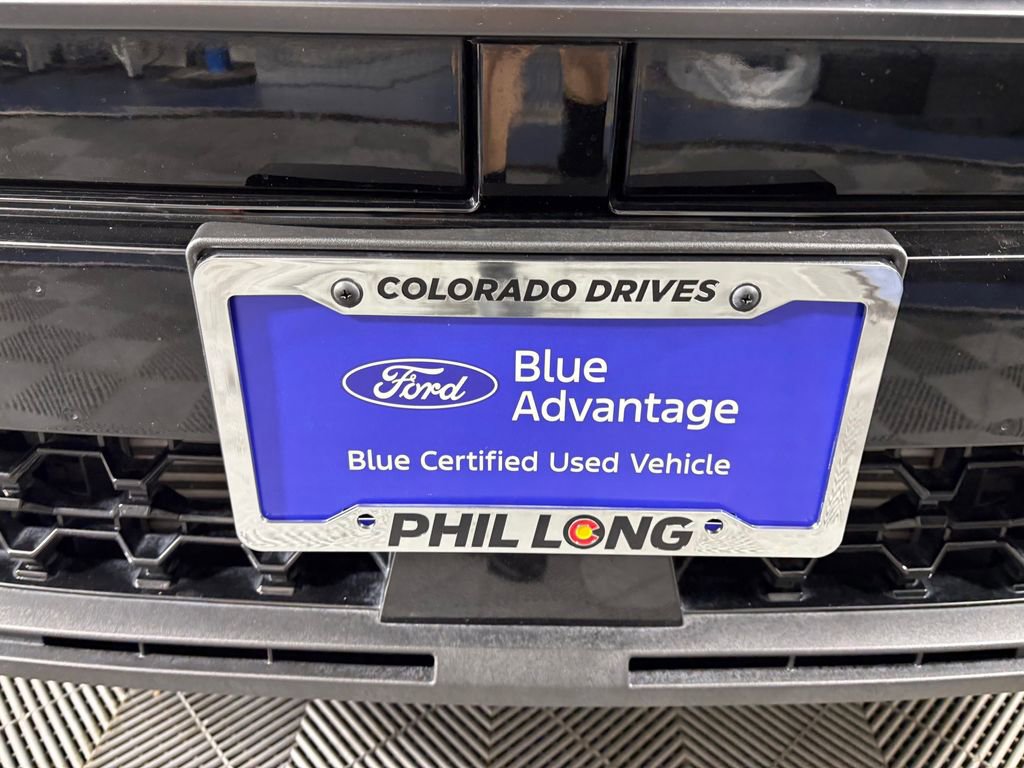 COLORADO DRIVES
Ford
Blue
Advantage
Blue Certified Used Vehicle
PHIL LONG